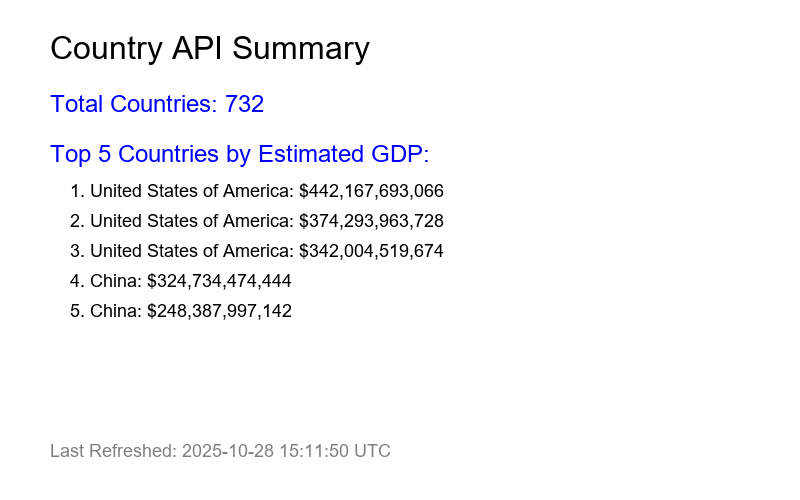 Country API Summary
Total Countries: 732
Top 5 Countries by Estimated GDP:
1. United States of America: $442,167,693,066
2. United States of America: $374,293,963,728
3. United States of America: $342,004,519,674
4. China: $324,734,474,444
5. China: $248,387,997,142
Last Refreshed: 2025-10-28 15:11:50 UTC